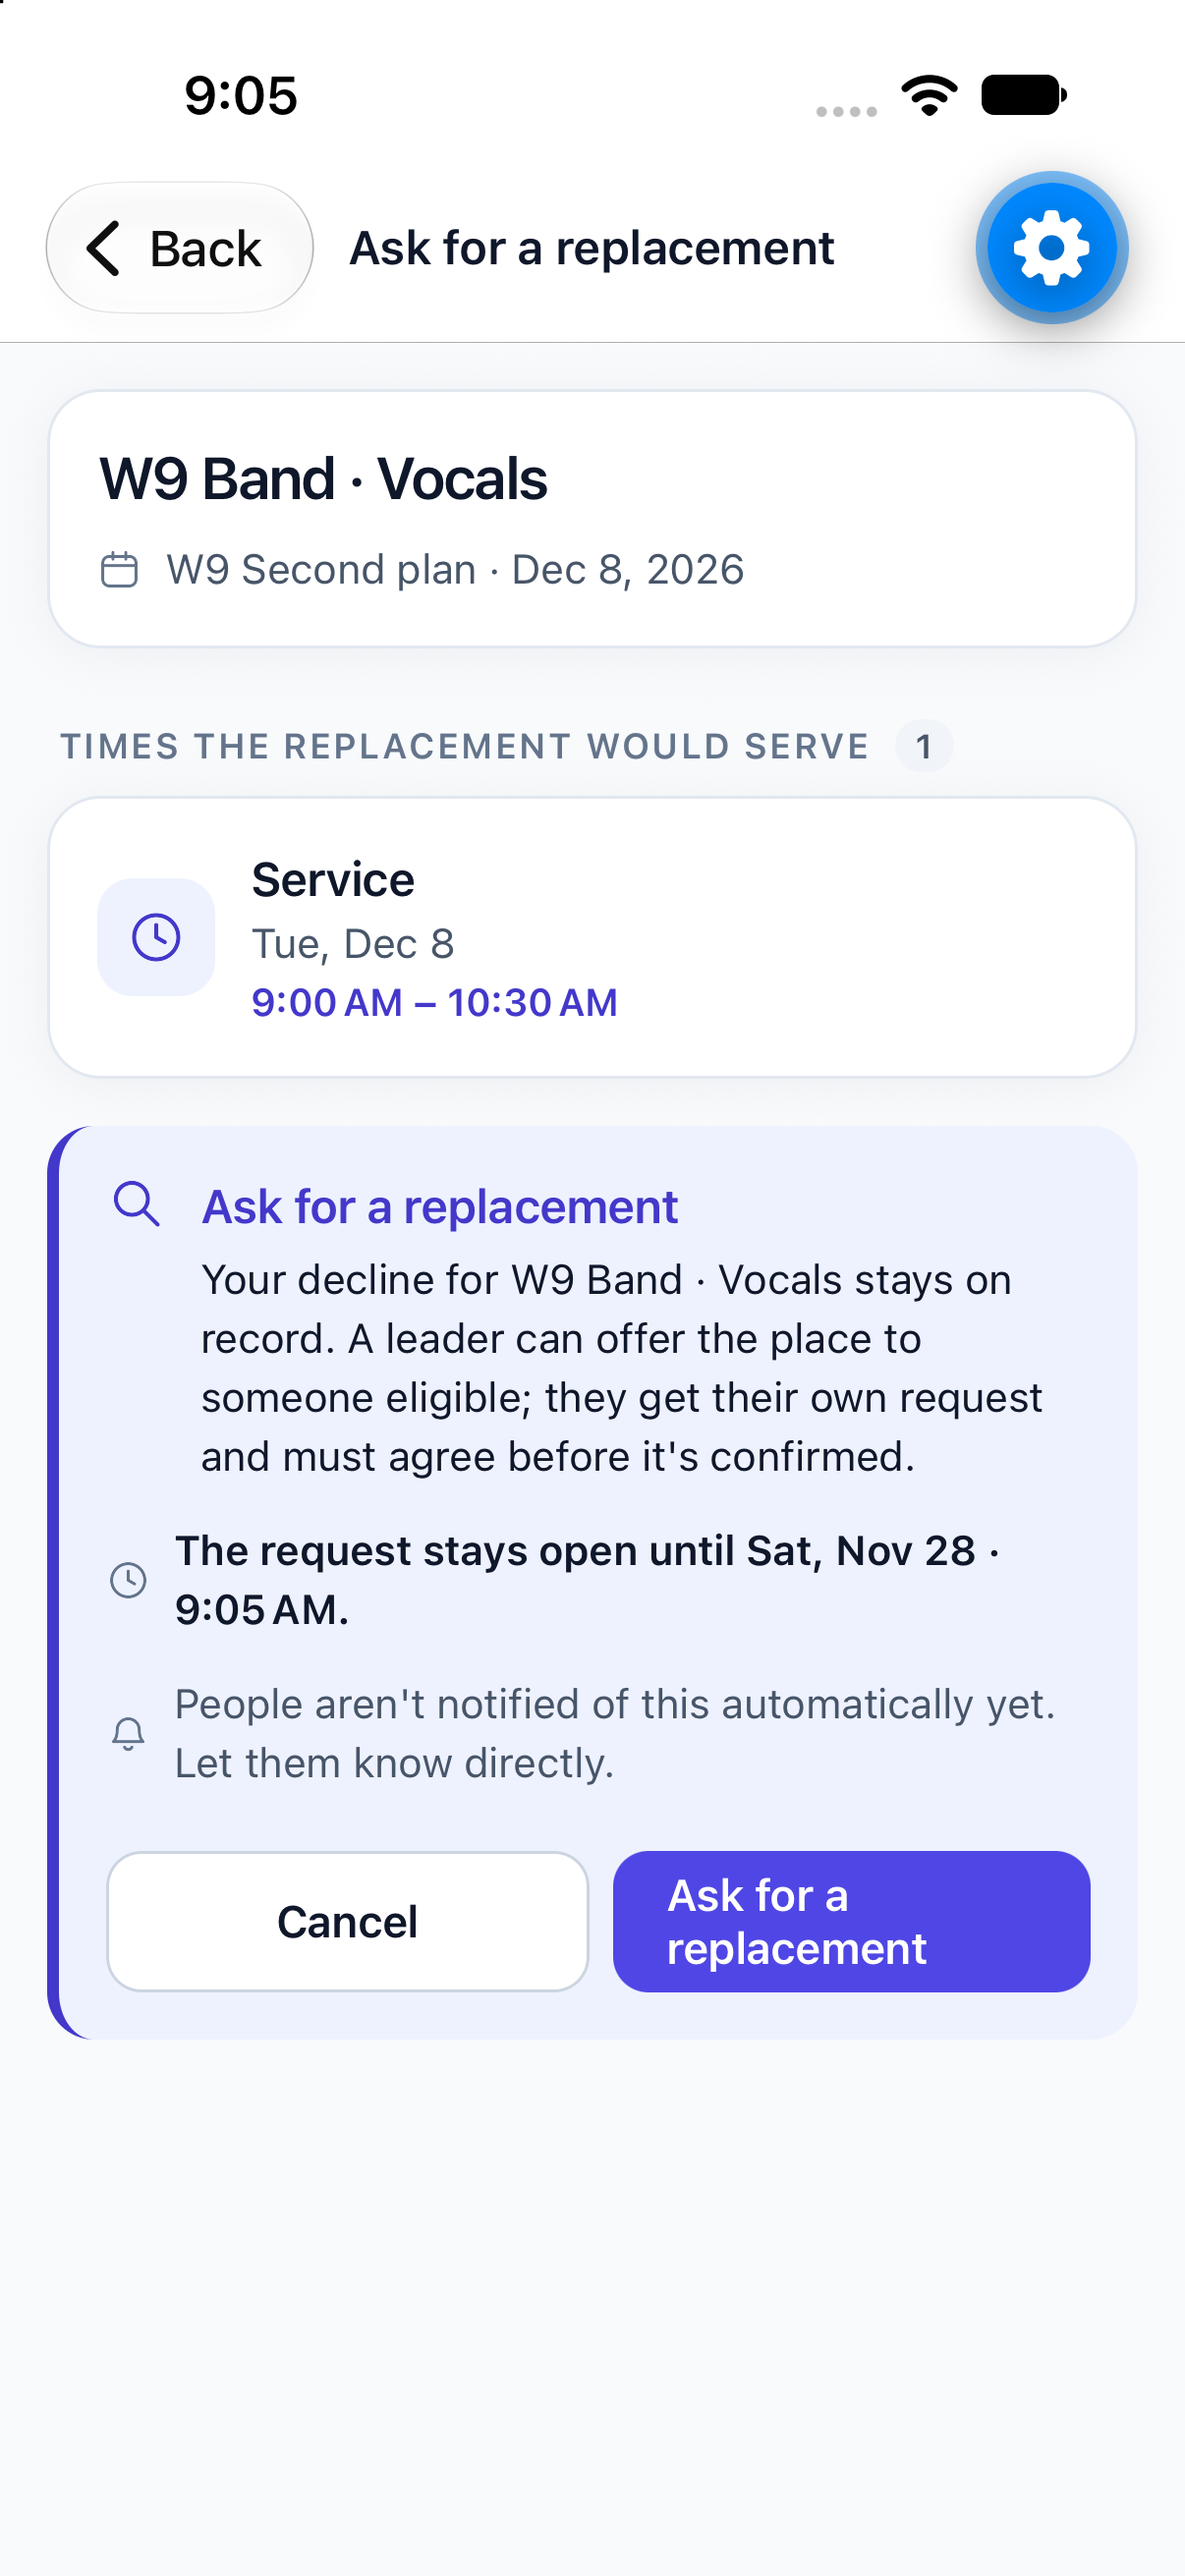 9:05
Back
Ask for a replacement
W9 Band · Vocals
W9 Second plan · Dec 8, 2026
TIMES THE REPLACEMENT WOULD SERVE 1
Service
Tue, Dec 8
9:00 AM – 10:30 AM
Ask for a replacement
Your decline for W9 Band · Vocals stays on
record. A leader can offer the place to
someone eligible; they get their own request
and must agree before it's confirmed.
The request stays open until Sat, Nov 28 ·
9:05 AM.
People aren't notified of this automatically yet.
Let them know directly.
Cancel
Ask for a
replacement